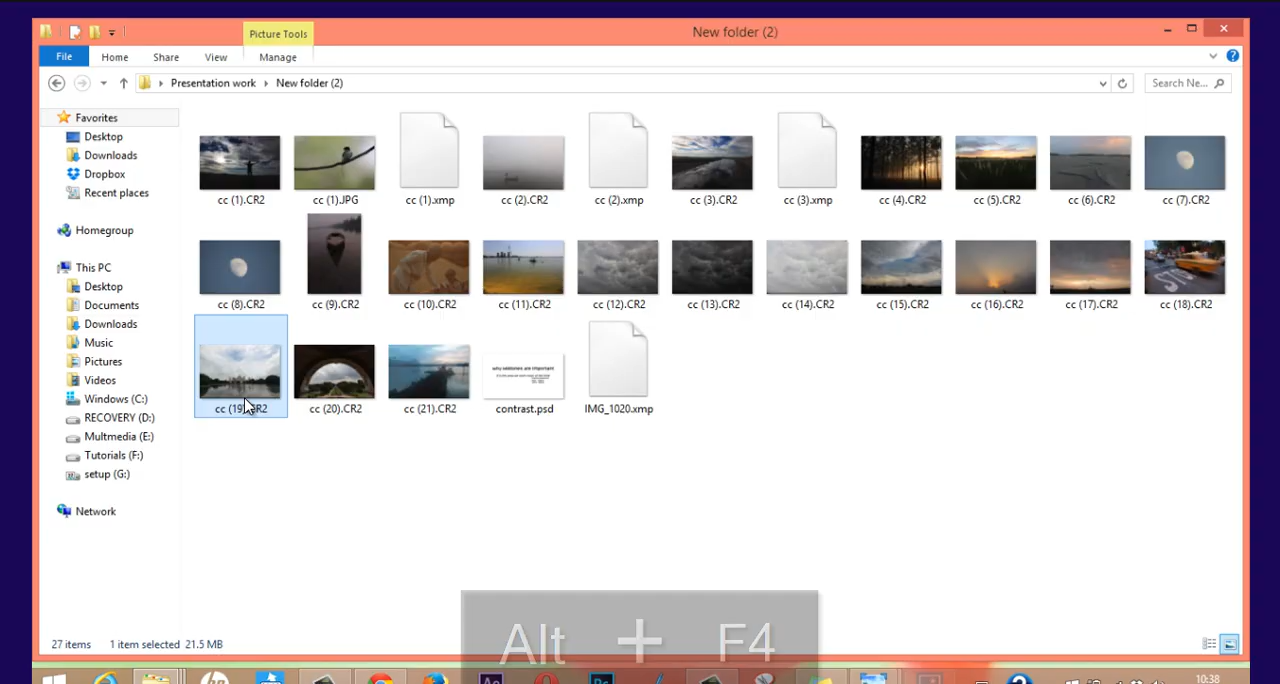 Picture Tools
New folder (2)
File
Home
Share
View
Manage
Presentation work
New folder (2)
Search Ne...
Favorites
Desktop
Downloads
Dropbox
Recent places
Homegroup
This PC
Desktop
Documents
Downloads
Music
Pictures
Videos
Windows (C:)
RECOVERY (D:)
Multmedia (E:)
Tutorials (F:)
setup (G:)
Network
cc (1).CR2
cc (1).JPG
cc (1).xmp
cc (2).CR2
cc (2).xmp
cc (3).CR2
cc (3).xmp
cc (4).CR2
cc (5).CR2
cc (6).CR2
cc (7).CR2
cc (8).CR2
cc (9).CR2
cc (10).CR2
cc (11).CR2
cc (12).CR2
cc (13).CR2
cc (14).CR2
cc (15).CR2
cc (16).CR2
cc (17).CR2
cc (18).CR2
cc (19).CR2
cc (20).CR2
cc (21).CR2
contrast.psd
IMG_1020.xmp
27 items
1 item selected
21.5 MB
Alt + F4
10:38